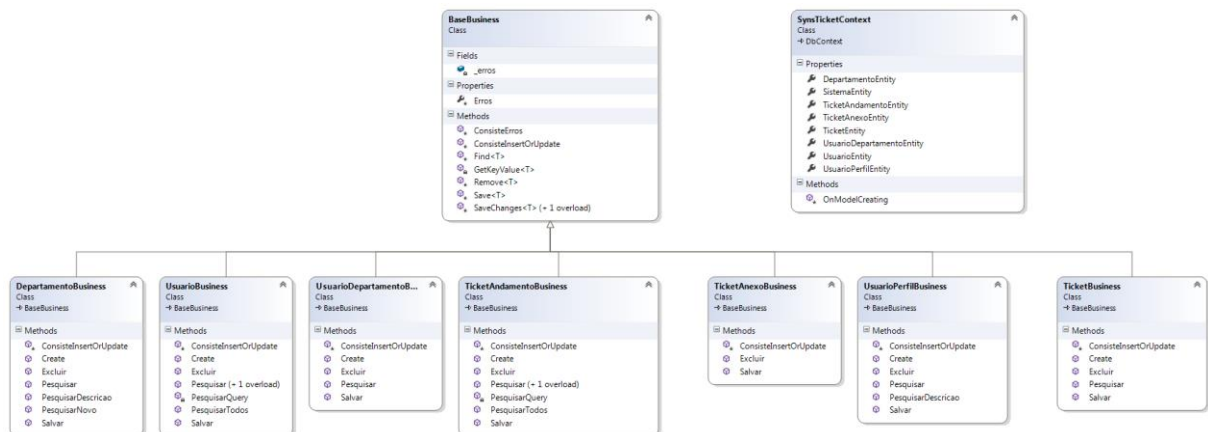 BaseBusiness
Class
Fields
_erros
Properties
Erros
Methods
ConsisteErros
ConsisteInsertOrUpdate
Find<T>
GetKeyValue<T>
Remove<T>
Save<T>
SaveChanges<T> (+ 1 overload)
SynsTicketContext
Class
DbContext
Properties
DepartamentoEntity
SistemaEntity
TicketAndamentoEntity
TicketAnexoEntity
TicketEntity
UsuarioDepartamentoEntity
UsuarioEntity
UsuarioPerfilEntity
Methods
OnModelCreating
DepartamentoBusiness
Class
BaseBusiness
Methods
ConsisteInsertOrUpdate
Create
Excluir
Pesquisar
PesquisarDescricao
PesquisarNovo
Salvar
UsuarioBusiness
Class
BaseBusiness
Methods
ConsisteInsertOrUpdate
Create
Excluir
Pesquisar (+ 1 overload)
PesquisarQuery
PesquisarTodos
Salvar
UsuarioDepartamentoB...
Class
BaseBusiness
Methods
ConsisteInsertOrUpdate
Create
Excluir
Pesquisar
Salvar
TicketAndamentoBusiness
Class
BaseBusiness
Methods
ConsisteInsertOrUpdate
Create
Excluir
Pesquisar (+ 1 overload)
PesquisarQuery
PesquisarTodos
Salvar
TicketAnexoBusiness
Class
BaseBusiness
Methods
ConsisteInsertOrUpdate
Excluir
Salvar
UsuarioPerfilBusiness
Class
BaseBusiness
Methods
ConsisteInsertOrUpdate
Create
Excluir
Pesquisar
PesquisarDescricao
Salvar
TicketBusiness
Class
BaseBusiness
Methods
ConsisteInsertOrUpdate
Create
Excluir
Pesquisar
Salvar